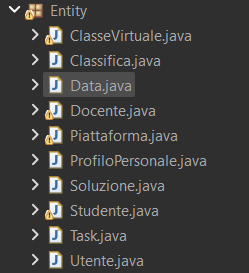 Entity
ClasseVirtuale.java
Classifica.java
Data.java
Docente.java
Piattaforma.java
ProfiloPersonale.java
Soluzione.java
Studente.java
Task.java
Utente.java